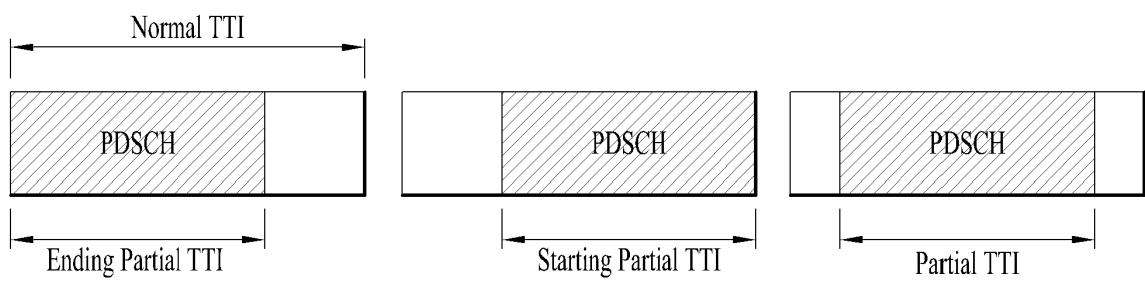 Normal TTI
PDSCH
PDSCH
PDSCH
Ending Partial TTI
Starting Partial TTI
Partial TTI